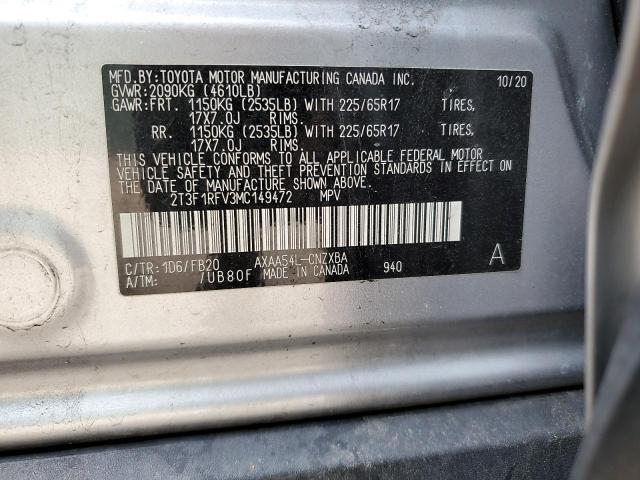 MFD.BY:TOYOTA MOTOR MANUFACTURING CANADA INC. 10/20
GVWR:2090KG (4610LB)
GAWR:FRT. 1150KG (2535LB) WITH 225/65R17 TIRES,
17X7.0J RIMS.
RR. 1150KG (2535LB) WITH 225/65R17 TIRES,
17X7.0J RIMS.
THIS VEHICLE CONFORMS TO ALL APPLICABLE FEDERAL MOTOR
VEHICLE SAFETY AND THEFT PREVENTION STANDARDS IN EFFECT ON
THE DATE OF MANUFACTURE SHOWN ABOVE.
2T3F1RFV3MC149472 MPV
C/TR:1D6/FB20 AXAA54L-CNZXBA 940 A
A/TM: /UB80F MADE IN CANADA